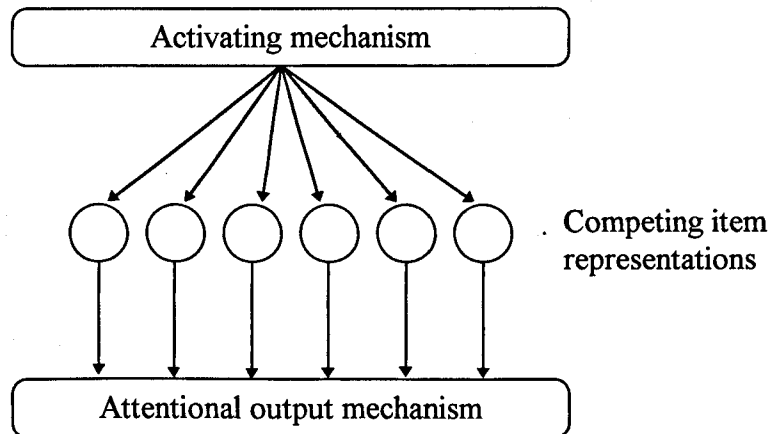 Activating mechanism
Competing item
representations
Attentional output mechanism